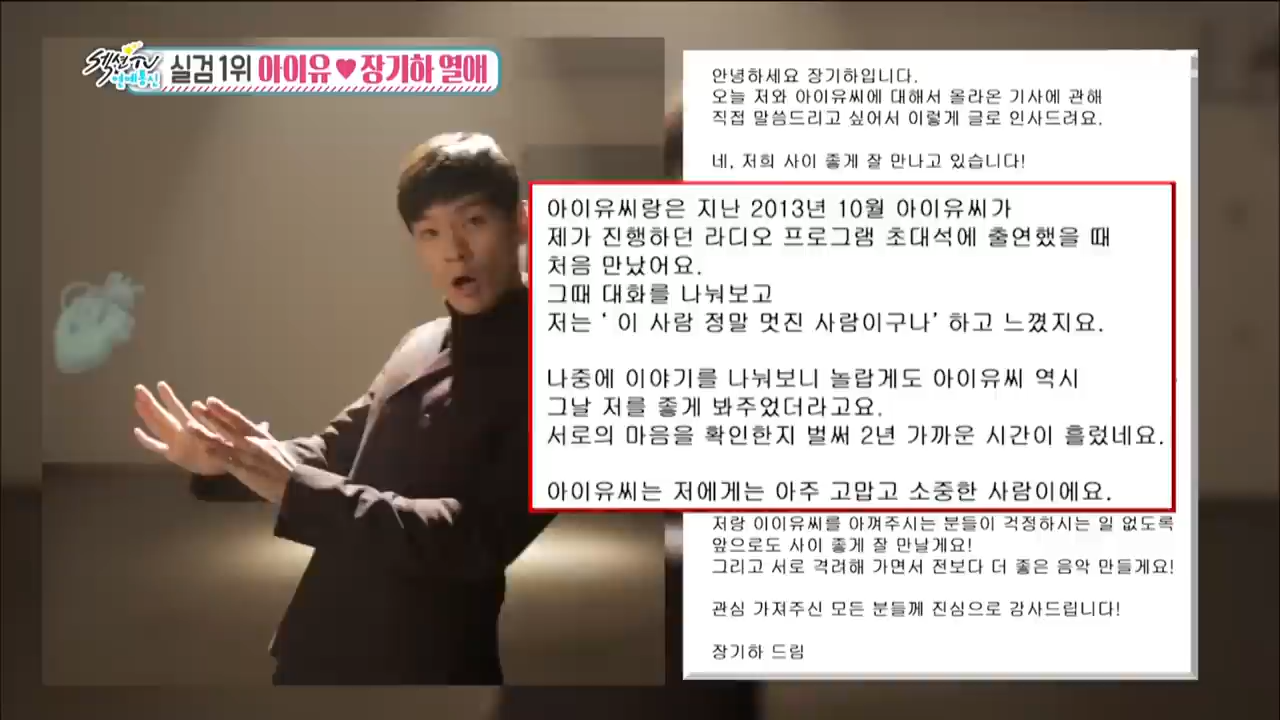 섹션TV
연예통신
실검 1위 아이유♥장기하 열애
안녕하세요 장기하입니다.
오늘 저와 아이유씨에 대해서 올라온 기사에 관해
직접 말씀드리고 싶어서 이렇게 글로 인사드려요.
네, 저희 사이 좋게 잘 만나고 있습니다!
아이유씨랑은 지난 2013년 10월 아이유씨가
제가 진행하던 라디오 프로그램 초대석에 출연했을 때
처음 만났어요.
그때 대화를 나눠보고
저는 ‘ 이 사람 정말 멋진 사람이구나’ 하고 느꼈지요.
나중에 이야기를 나눠보니 놀랍게도 아이유씨 역시
그날 저를 좋게 봐주었더라고요.
서로의 마음을 확인한지 벌써 2년 가까운 시간이 흘렀네요.
아이유씨는 저에게는 아주 고맙고 소중한 사람이에요.
저랑 이이유씨를 아껴주시는 분들이 걱정하시는 일 없도록
앞으로도 사이 좋게 잘 만날게요!
그리고 서로 격려해 가면서 전보다 더 좋은 음악 만들게요!
관심 가져주신 모든 분들께 진심으로 감사드립니다!
장기하 드림